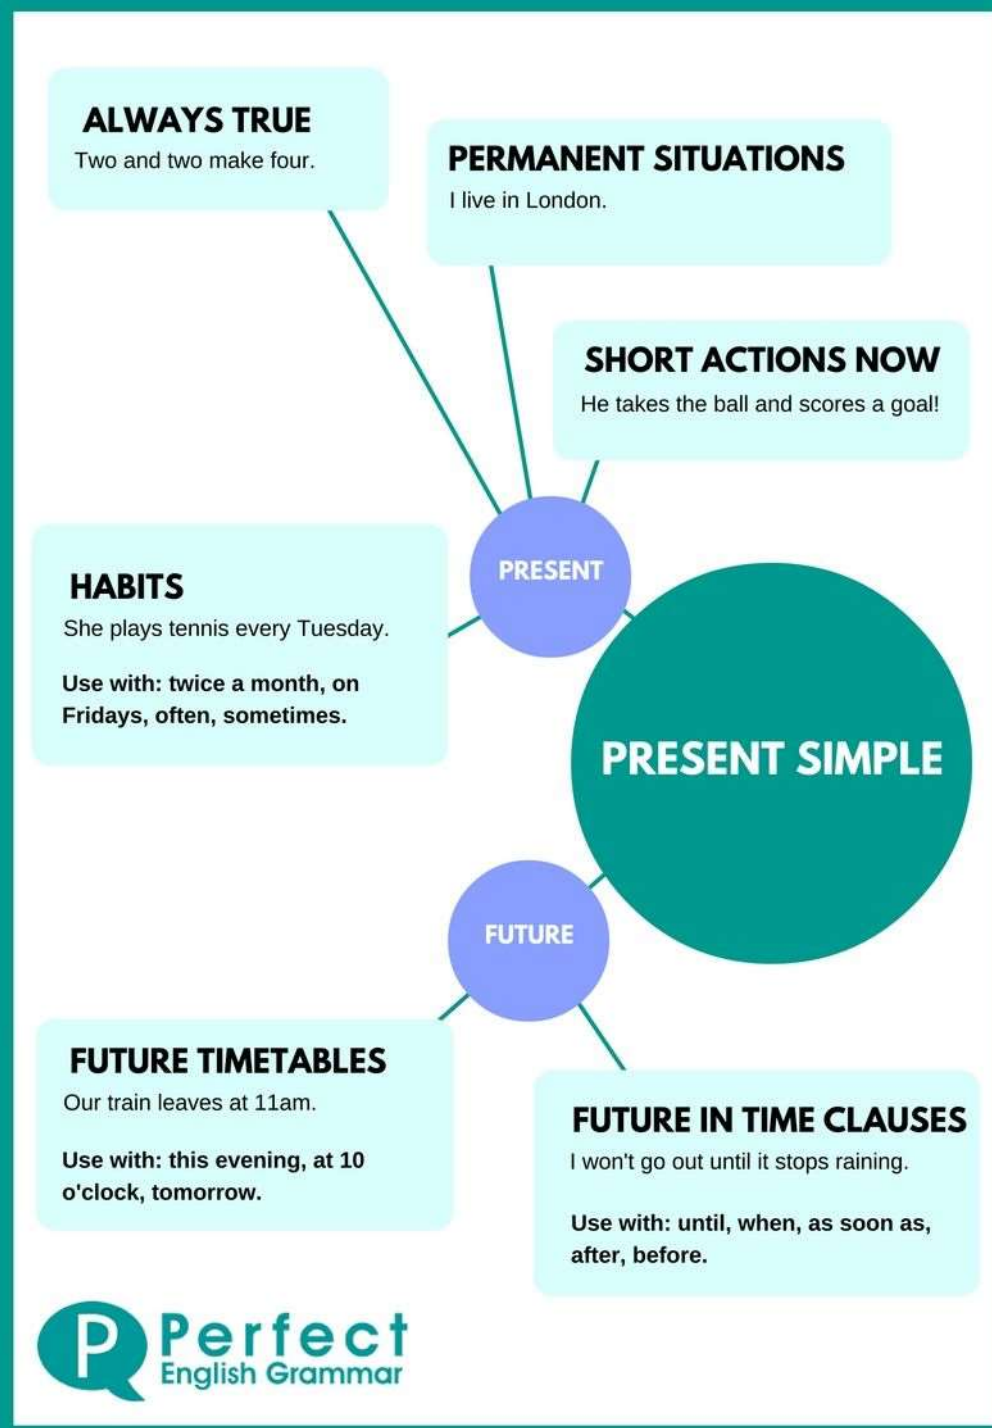 ALWAYS TRUE
Two and two make four.
PERMANENT SITUATIONS
I live in London.
SHORT ACTIONS NOW
He takes the ball and scores a goal!
PRESENT
HABITS
She plays tennis every Tuesday.
Use with: twice a month, on
Fridays, often, sometimes.
PRESENT SIMPLE
FUTURE
FUTURE TIMETABLES
Our train leaves at 11am.
Use with: this evening, at 10
o'clock, tomorrow.
FUTURE IN TIME CLAUSES
I won't go out until it stops raining.
Use with: until, when, as soon as,
after, before.
P
Perfect
English Grammar